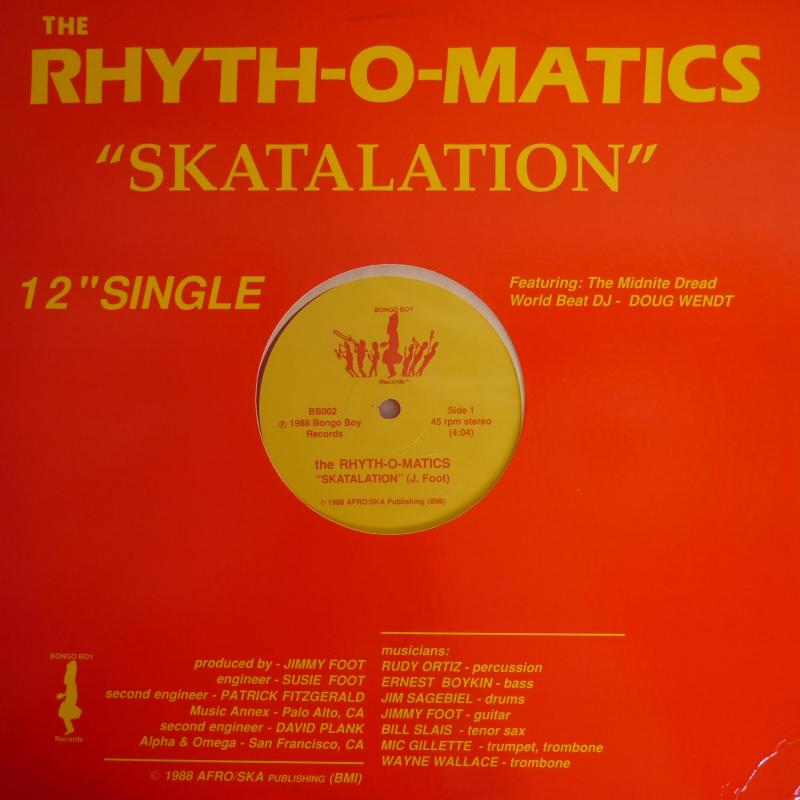 THE
RHYTH-O-MATICS
“SKATALATION”
12"SINGLE
Featuring: The Midnite Dread
World Beat DJ - DOUG WENDT
BONGO BOY
Records™
BB002
℗ 1988 Bongo Boy
Records
Side 1
45 rpm stereo
(4:04)
the RHYTH-O-MATICS
“SKATALATION” (J. Foot)
© 1988 AFRO/SKA Publishing (BMI)
BONGO BOY
Records
produced by - JIMMY FOOT
engineer - SUSIE FOOT
second engineer - PATRICK FITZGERALD
Music Annex - Palo Alto, CA
second engineer - DAVID PLANK
Alpha & Omega - San Francisco, CA
© 1988 AFRO/SKA PUBLISHING (BMI)
musicians:
RUDY ORTIZ - percussion
ERNEST BOYKIN - bass
JIM SAGEBIEL - drums
JIMMY FOOT - guitar
BILL SLAIS - tenor sax
MIC GILLETTE - trumpet, trombone
WAYNE WALLACE - trombone